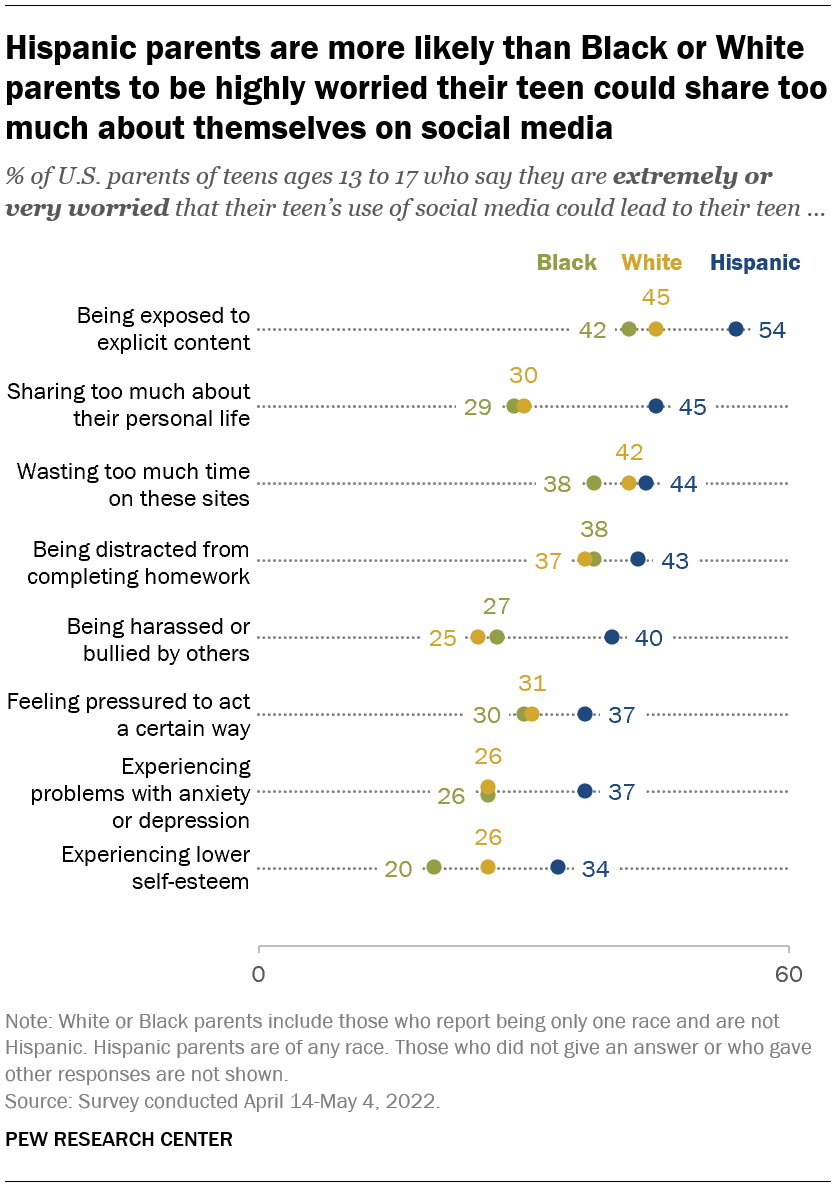 Hispanic parents are more likely than Black or White
parents to be highly worried their teen could share too
much about themselves on social media
% of U.S. parents of teens ages 13 to 17 who say they are extremely or
very worried that their teen’s use of social media could lead to their teen ...
Black White Hispanic
45
Being exposed to
explicit content
42 54
30
Sharing too much about
their personal life
29 45
42
Wasting too much time
on these sites
38 44
38
Being distracted from
completing homework
37 43
27
Being harassed or
bullied by others
25 40
31
Feeling pressured to act
a certain way
30 37
26
Experiencing
problems with anxiety
or depression
26 37
26
Experiencing lower
self-esteem
20 34
0 60
Note: White or Black parents include those who report being only one race and are not
Hispanic. Hispanic parents are of any race. Those who did not give an answer or who gave
other responses are not shown.
Source: Survey conducted April 14-May 4, 2022.
PEW RESEARCH CENTER